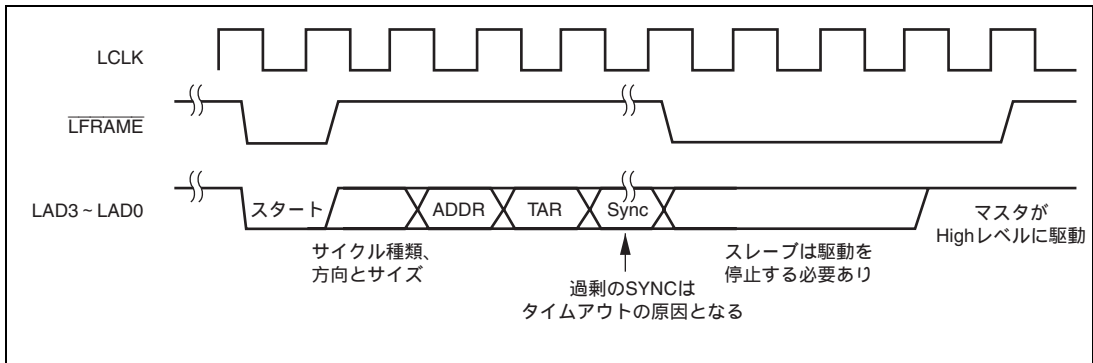 LCLK
LFRAME
LAD3~LAD0
スタート
ADDR
TAR
Sync
マスタが
Highレベルに駆動
サイクル種類、
方向とサイズ
スレーブは駆動を
停止する必要あり
過剰のSYNCは
タイムアウトの原因となる